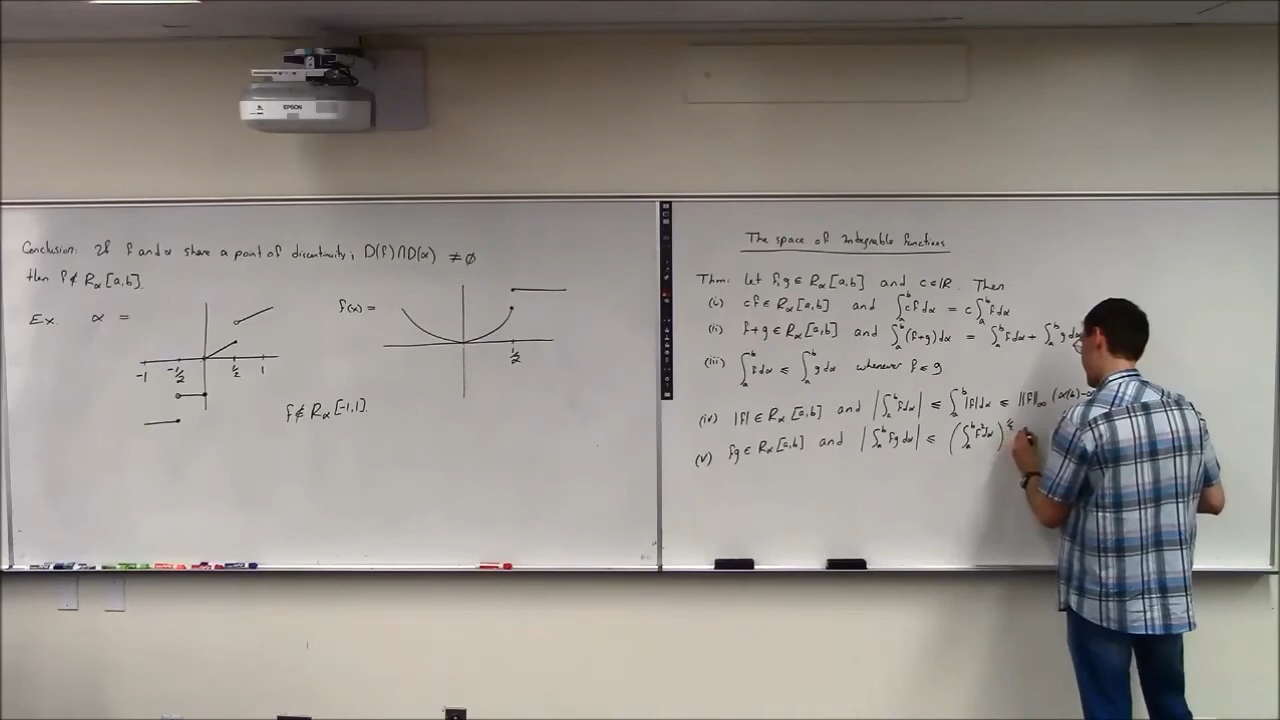 EPSON
Conclusion: If f and α share a point of discontinuity, D(f)∩D(α) ≠ ∅
then f∉R_α[a,b].
Ex. α =
f(x) =
-1 -1/2 1/2 1
1/2
f∉R_α[-1,1].
The space of Integrable functions
Thm: let f,g ∈ R_α[a,b] and c∈ℝ. Then
(i) cf ∈ R_α[a,b] and ∫_a^b cf dα = c∫_a^b f dα
(ii) f+g ∈ R_α[a,b] and ∫_a^b (f+g) dα = ∫_a^b f dα + ∫_a^b g dα
(iii) ∫_a^b f dα ≤ ∫_a^b g dα whenever f ≤ g
(iv) |f| ∈ R_α[a,b] and |∫_a^b f dα| ≤ ∫_a^b |f| dα ≤ ||f||_∞ (α(b)-
(v) fg ∈ R_α[a,b] and |∫_a^b fg dα| ≤ (∫_a^b f² dα)^{1/2}